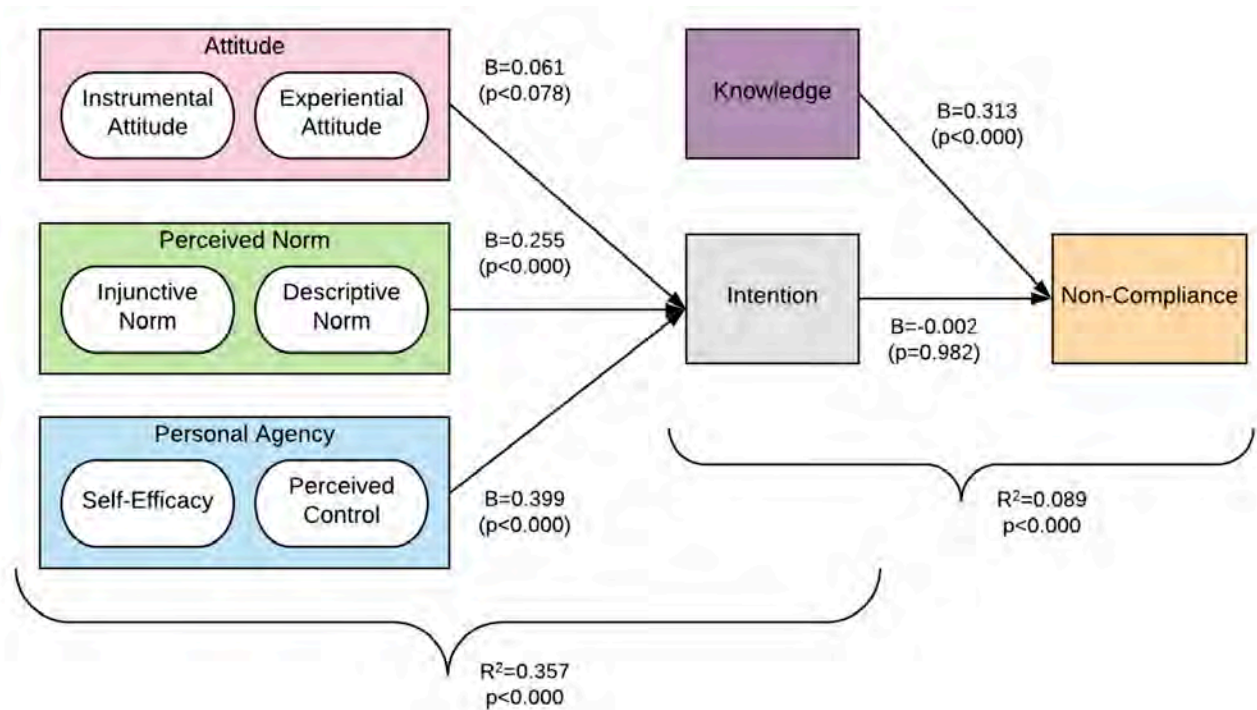 Attitude
Instrumental
Attitude
Experiential
Attitude
B=0.061
(p<0.078)
Knowledge
B=0.313
(p<0.000)
Perceived Norm
Injunctive
Norm
Descriptive
Norm
B=0.255
(p<0.000)
Intention
B=-0.002
(p=0.982)
Non-Compliance
Personal Agency
Self-Efficacy
Perceived
Control
B=0.399
(p<0.000)
R²=0.089
p<0.000
R²=0.357
p<0.000